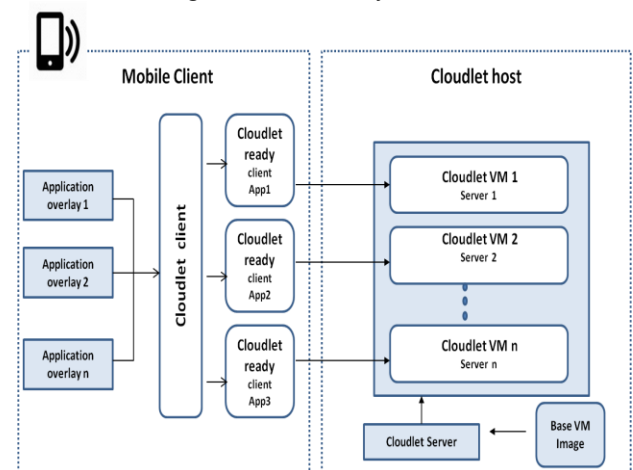 Mobile Client
Cloudlet host
Application
overlay 1
Application
overlay 2
Application
overlay n
Cloudlet client
Cloudlet
ready
client
App1
Cloudlet
ready
client
App2
Cloudlet
ready
client
App3
Cloudlet VM 1
Server 1
Cloudlet VM 2
Server 2
Cloudlet VM n
Server n
Cloudlet Server
Base VM
Image